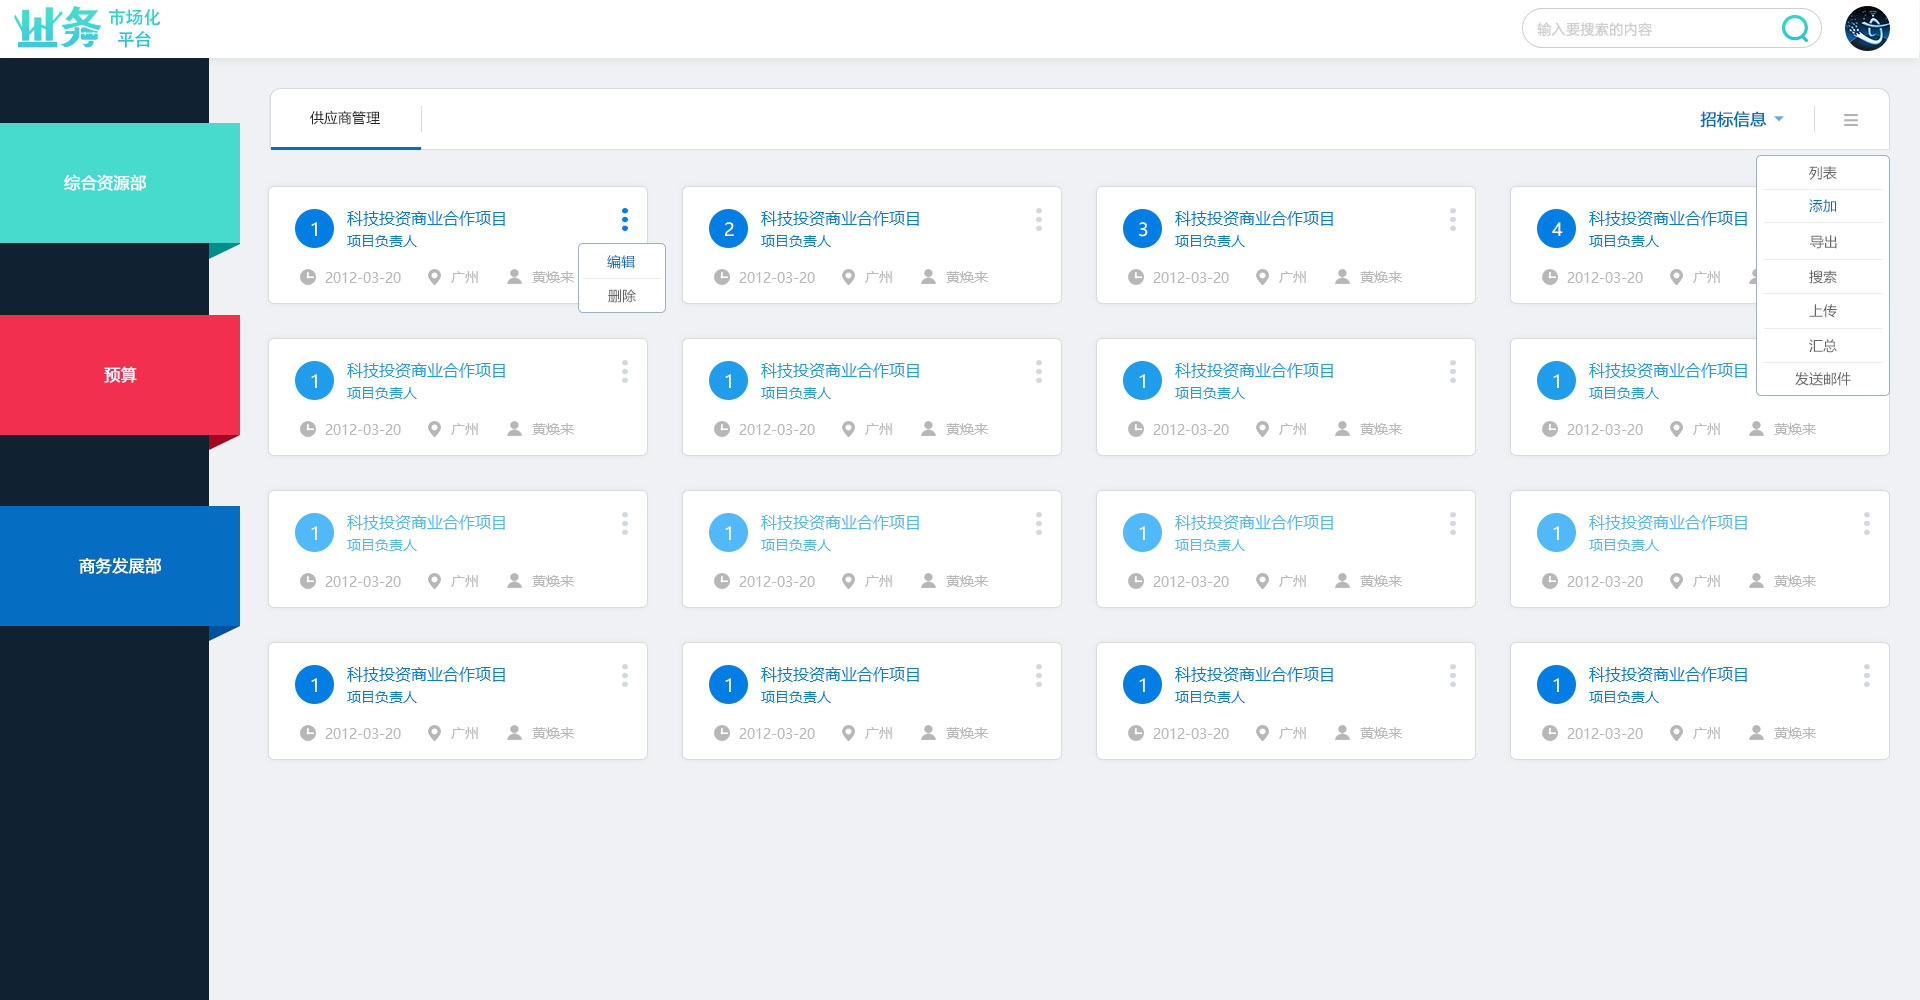 业务 市场化
平台
输入要搜索的内容
综合资源部
预算
商务发展部
供应商管理
招标信息
列表
添加
导出
搜索
上传
汇总
发送邮件
1 科技投资商业合作项目
项目负责人
2012-03-20 广州 黄焕来
编辑
删除
2 科技投资商业合作项目
项目负责人
2012-03-20 广州 黄焕来
3 科技投资商业合作项目
项目负责人
2012-03-20 广州 黄焕来
4 科技投资商业合作项目
项目负责人
2012-03-20 广州
1 科技投资商业合作项目
项目负责人
2012-03-20 广州 黄焕来
1 科技投资商业合作项目
项目负责人
2012-03-20 广州 黄焕来
1 科技投资商业合作项目
项目负责人
2012-03-20 广州 黄焕来
1 科技投资商业合作项目
项目负责人
2012-03-20 广州 黄焕来
1 科技投资商业合作项目
项目负责人
2012-03-20 广州 黄焕来
1 科技投资商业合作项目
项目负责人
2012-03-20 广州 黄焕来
1 科技投资商业合作项目
项目负责人
2012-03-20 广州 黄焕来
1 科技投资商业合作项目
项目负责人
2012-03-20 广州 黄焕来
1 科技投资商业合作项目
项目负责人
2012-03-20 广州 黄焕来
1 科技投资商业合作项目
项目负责人
2012-03-20 广州 黄焕来
1 科技投资商业合作项目
项目负责人
2012-03-20 广州 黄焕来
1 科技投资商业合作项目
项目负责人
2012-03-20 广州 黄焕来